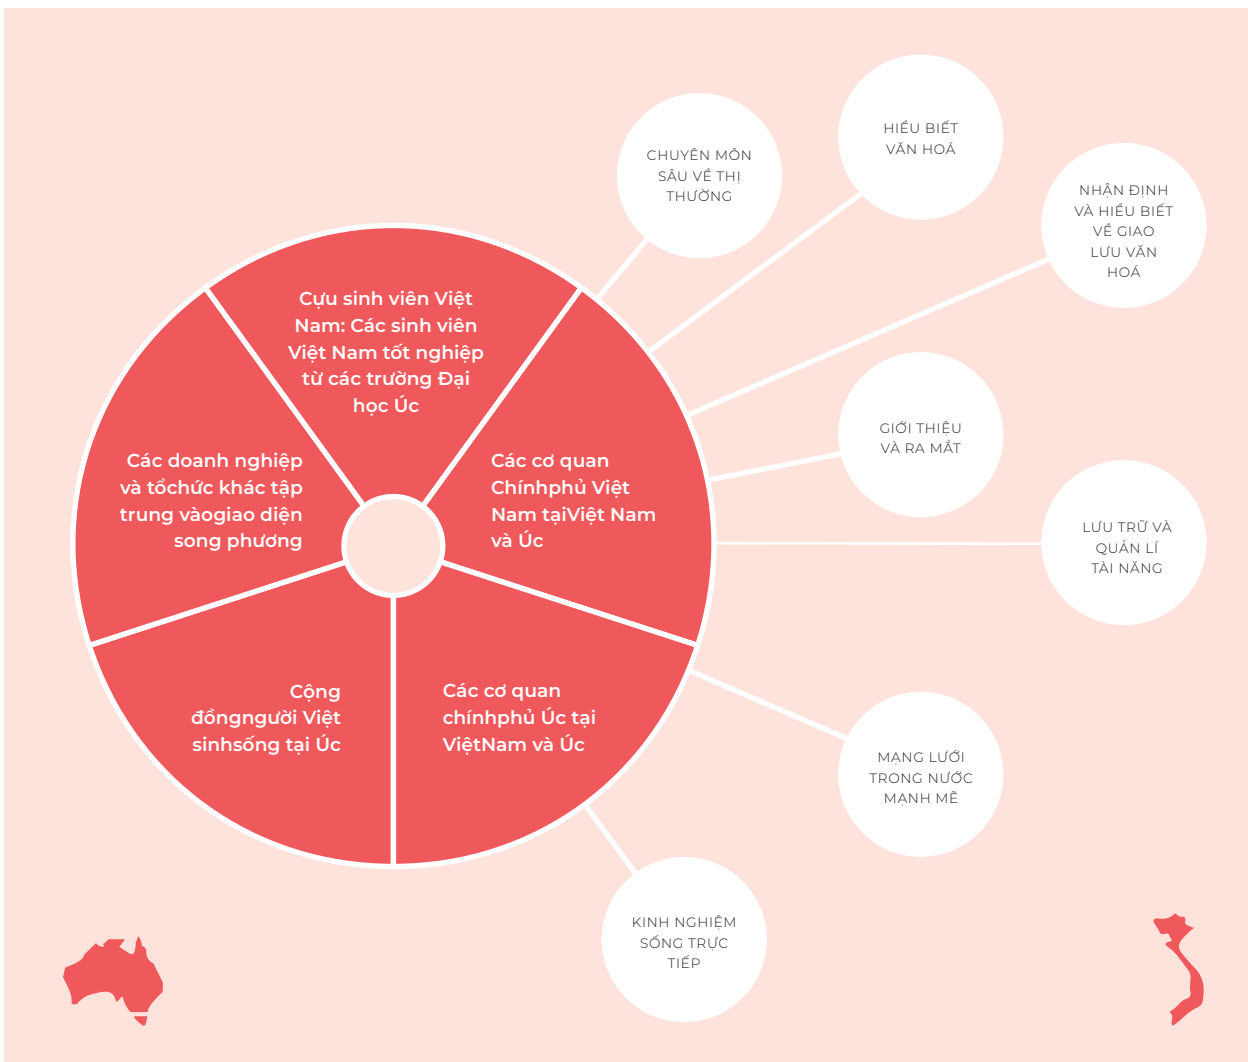 Cựu sinh viên Việt
Nam: Các sinh viên
Việt Nam tốt nghiệp
từ các trường Đại
học Úc
Các doanh nghiệp
và tổchức khác tập
trung vàogiao diện
song phương
Các cơ quan
Chínhphủ Việt
Nam tạiViệt Nam
và Úc
Cộng
đồngngười Việt
sinhsống tại Úc
Các cơ quan
chínhphủ Úc tại
ViệtNam và Úc
CHUYÊN MÔN
SÂU VỀ THỊ
THƯỜNG
HIỂU BIẾT
VĂN HOÁ
NHẬN ĐỊNH
VÀ HIỂU BIẾT
VỀ GIAO
LƯU VĂN
HOÁ
GIỚI THIỆU
VÀ RA MẮT
LƯU TRỮ VÀ
QUẢN LÍ
TÀI NĂNG
MẠNG LƯỚI
TRONG NƯỚC
MẠNH MẼ
KINH NGHIỆM
SỐNG TRỰC
TIẾP